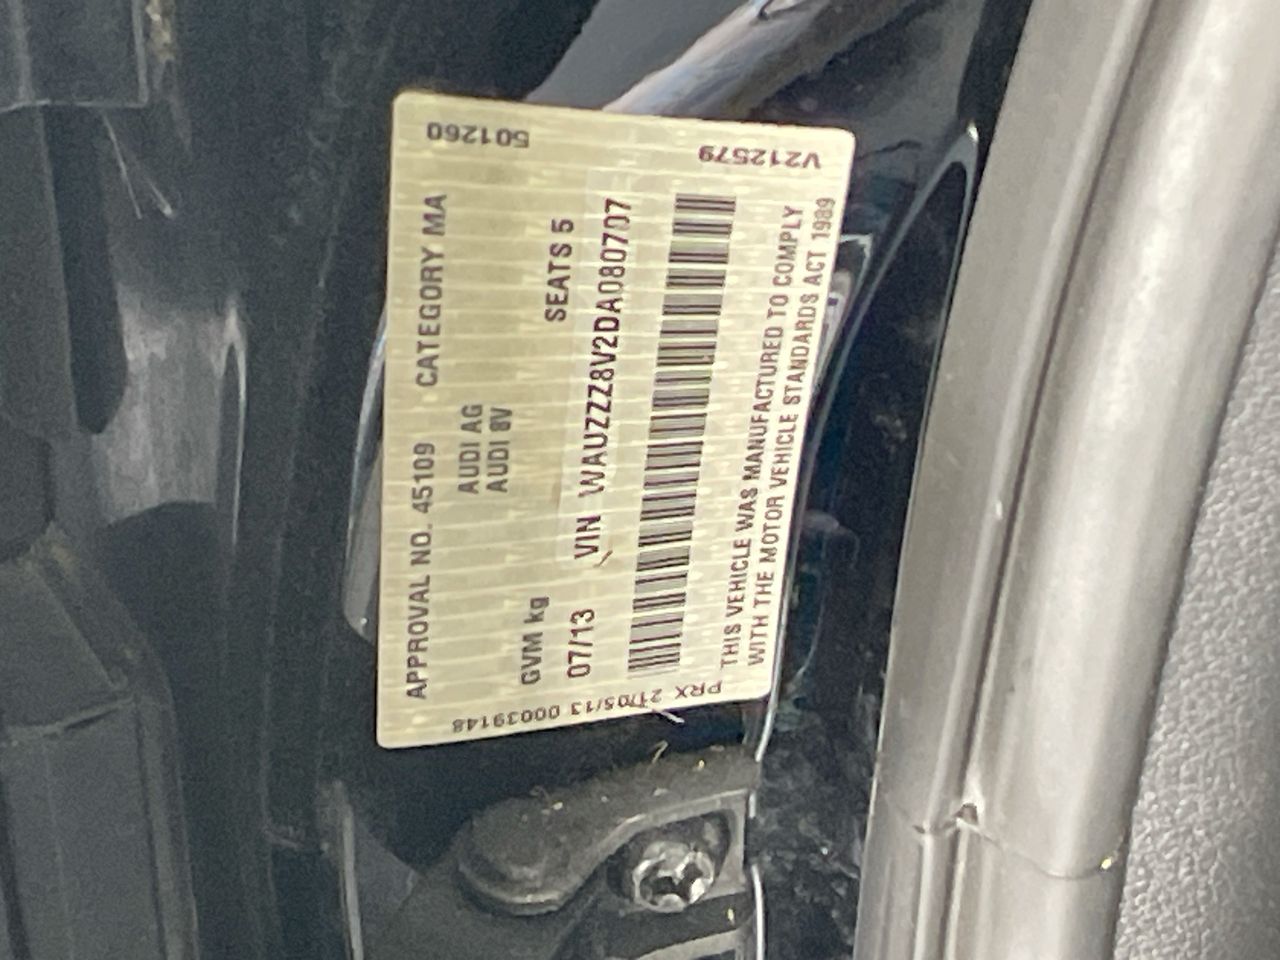 APPROVAL NO. 45109 CATEGORY MA
AUDI AG
AUDI 8V
GVM kg SEATS 5
07/13 VIN WAUZZZ8V2DA080707
THIS VEHICLE WAS MANUFACTURED TO COMPLY
WITH THE MOTOR VEHICLE STANDARDS ACT 1989
501260
V212579
PRX 21/05/13 00039148